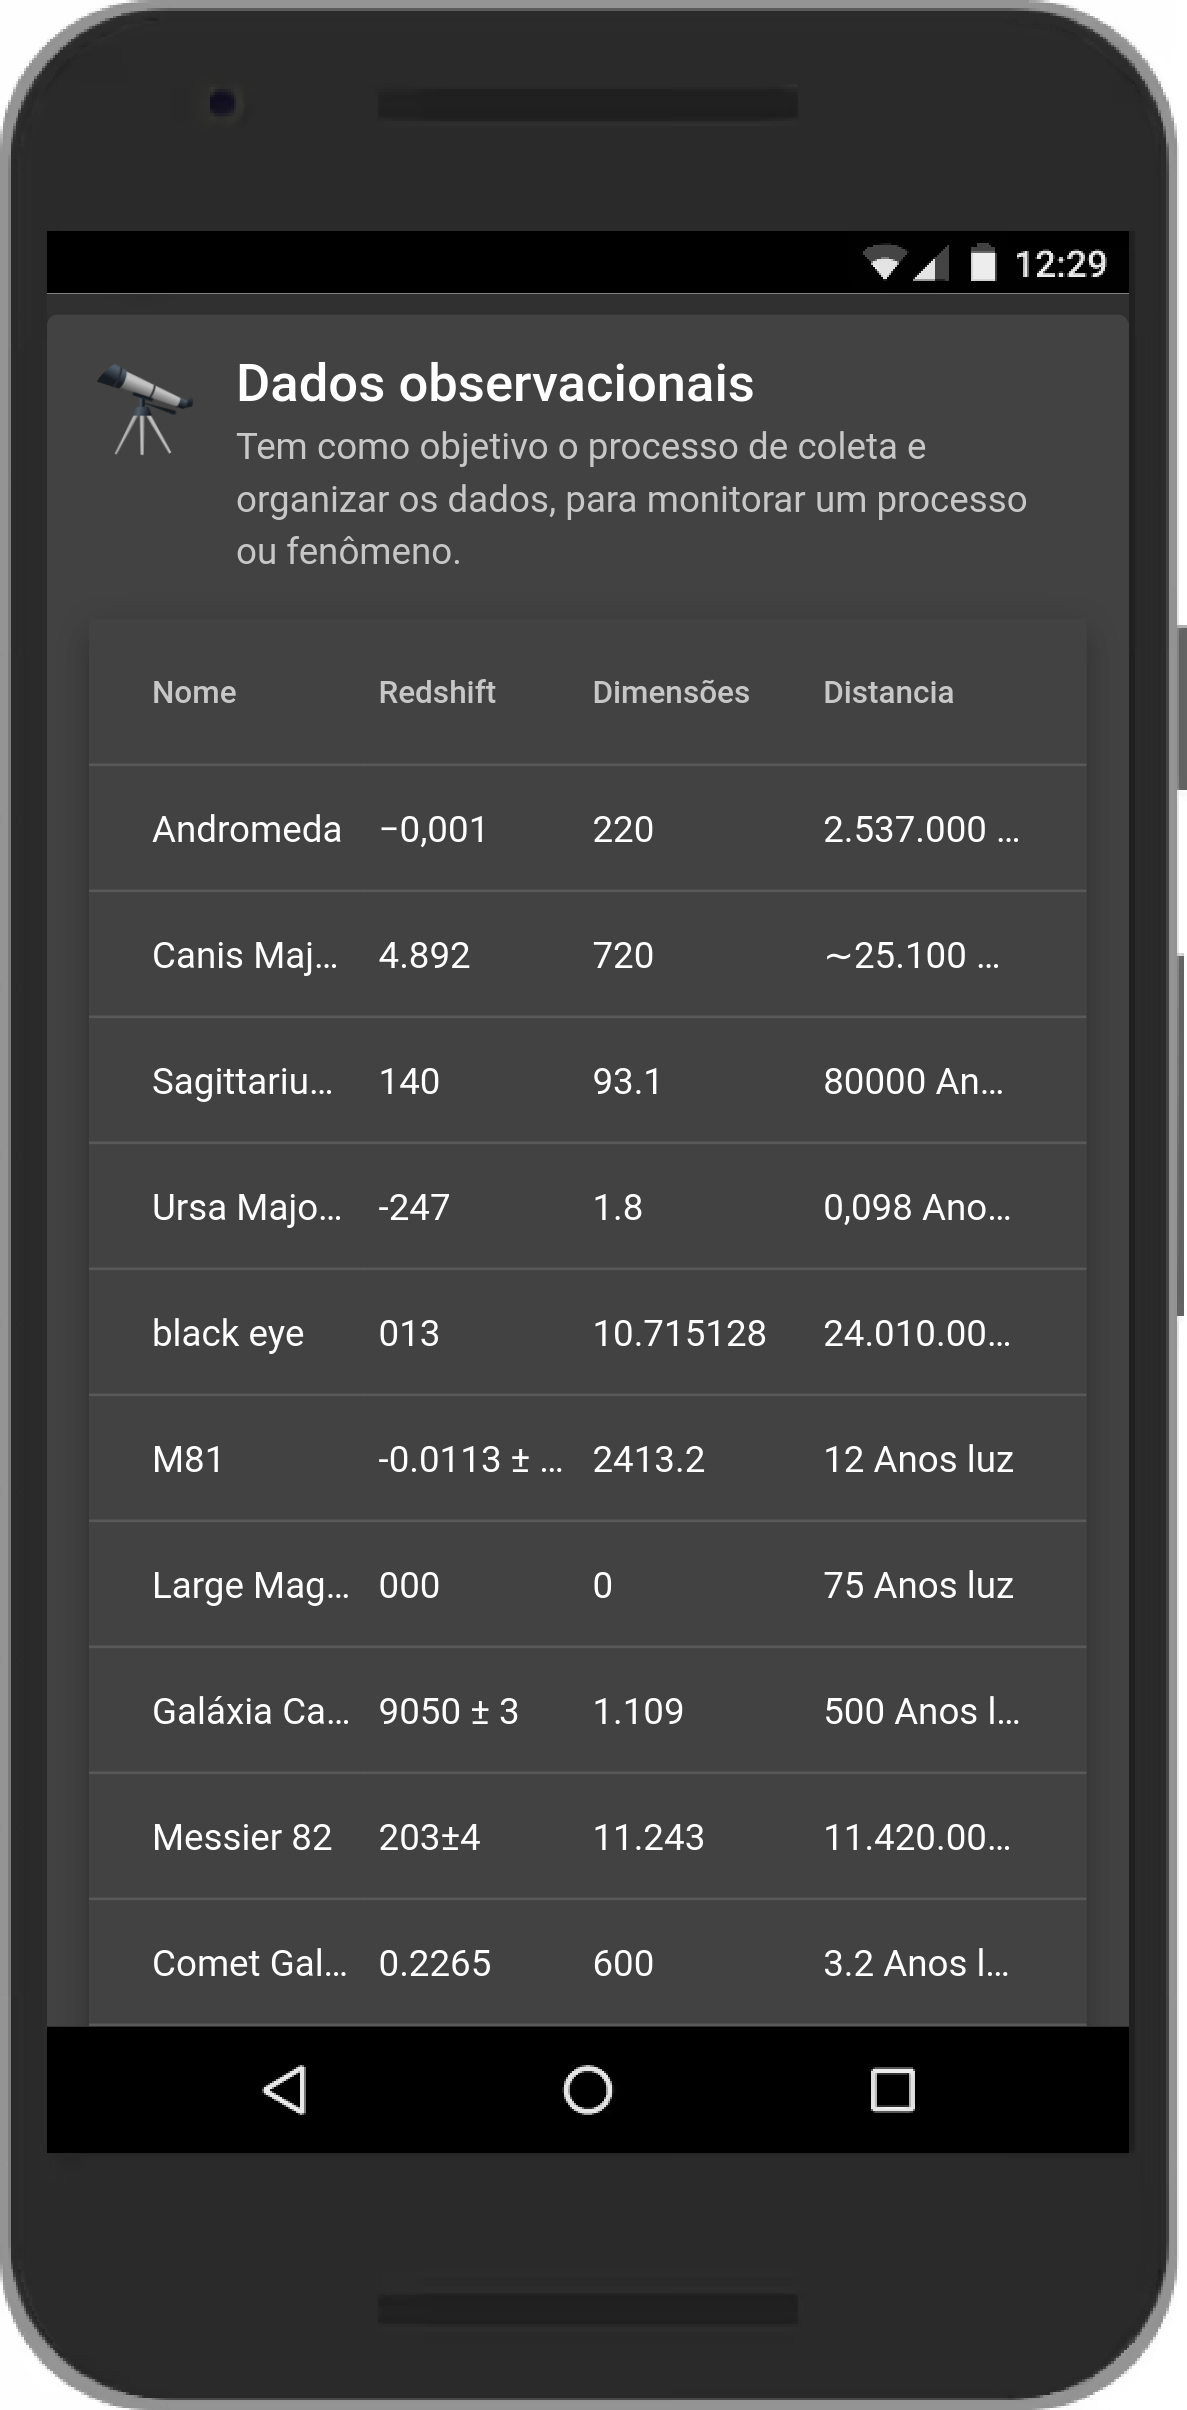 12:29
Dados observacionais
Tem como objetivo o processo de coleta e
organizar os dados, para monitorar um processo
ou fenômeno.
Nome Redshift Dimensões Distancia
Andromeda −0,001 220 2.537.000 ...
Canis Maj... 4.892 720 ∼25.100 ...
Sagittariu... 140 93.1 80000 An...
Ursa Majo... -247 1.8 0,098 Ano...
black eye 013 10.715128 24.010.00...
M81 -0.0113 ± ... 2413.2 12 Anos luz
Large Mag... 000 0 75 Anos luz
Galáxia Ca... 9050 ± 3 1.109 500 Anos l...
Messier 82 203±4 11.243 11.420.00...
Comet Gal... 0.2265 600 3.2 Anos l...